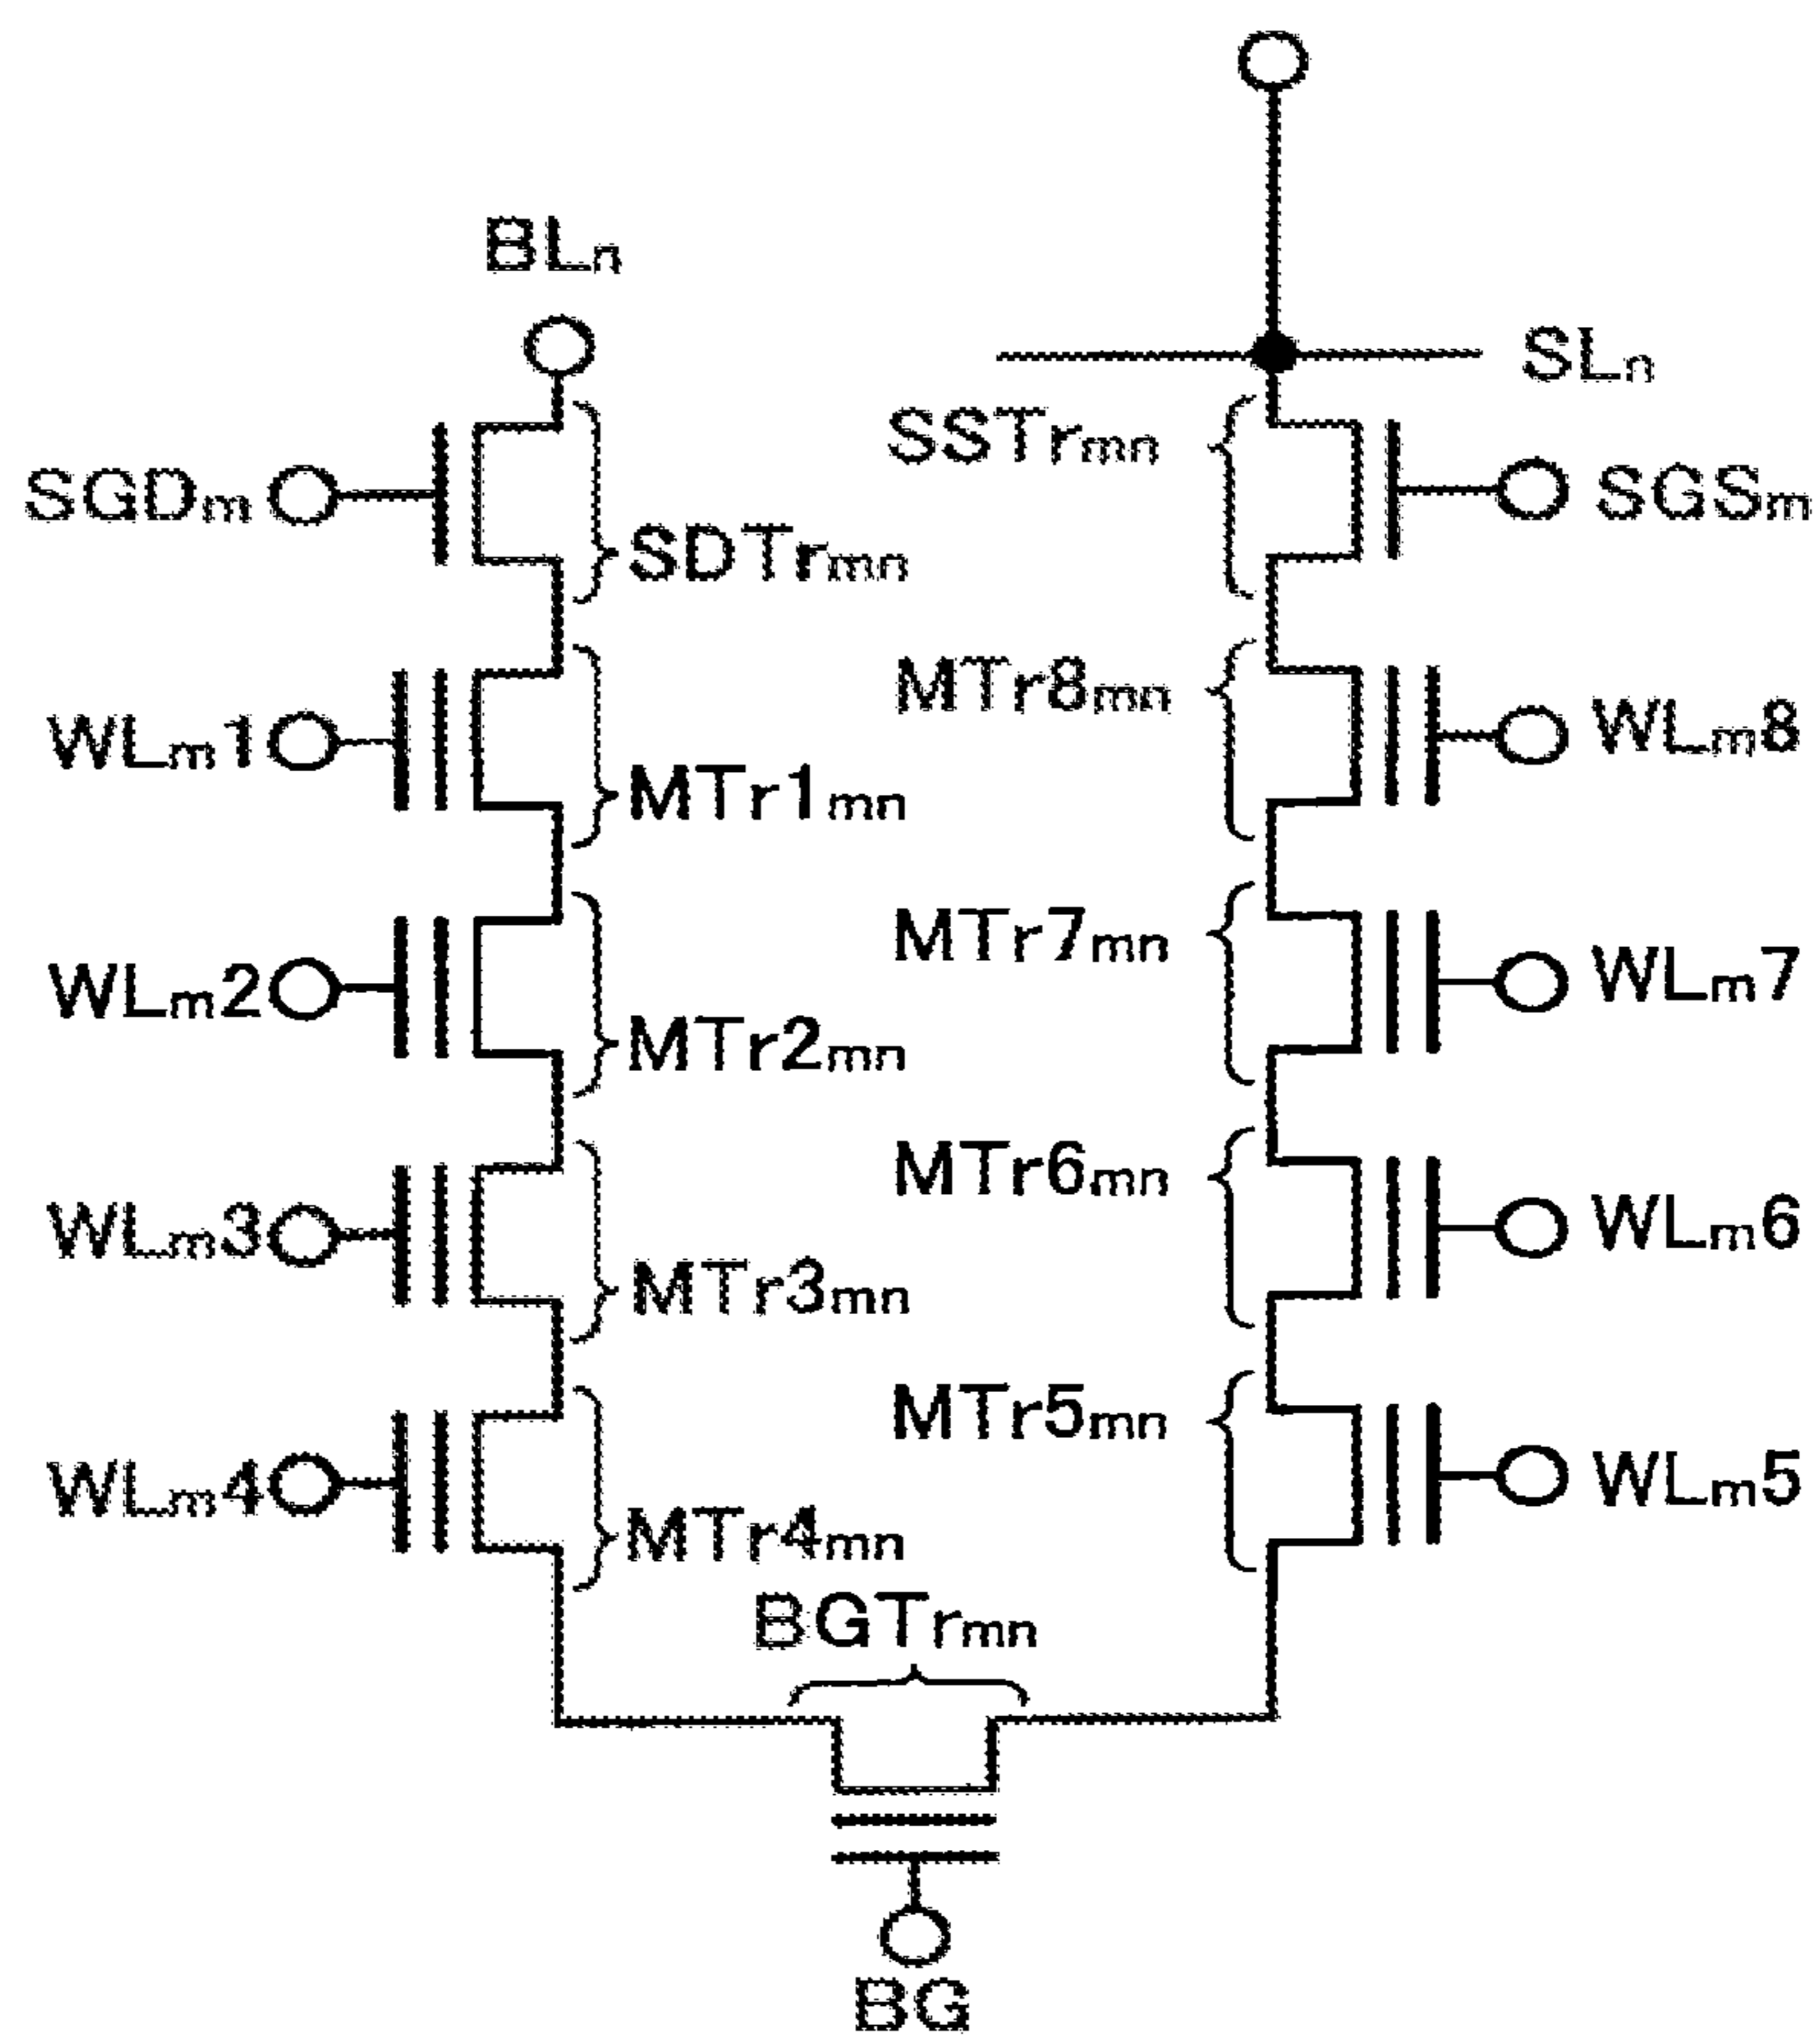 BLn
SLn
SSTrmn
SGDm
SGSm
SDTrmn
MTr8mn
WLm1
WLm8
MTr1mn
MTr7mn
WLm2
WLm7
MTr2mn
MTr6mn
WLm3
WLm6
MTr3mn
MTr5mn
WLm4
WLm5
MTr4mn
BGTrmn
BG